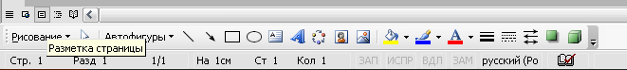 Рисование Автофигуры
Разметка страницы
Стр. 1 Разд 1 1/1 На 1см Ст 1 Кол 1 ЗАП ИСПР ВДЛ ЗАМ русский (Ро